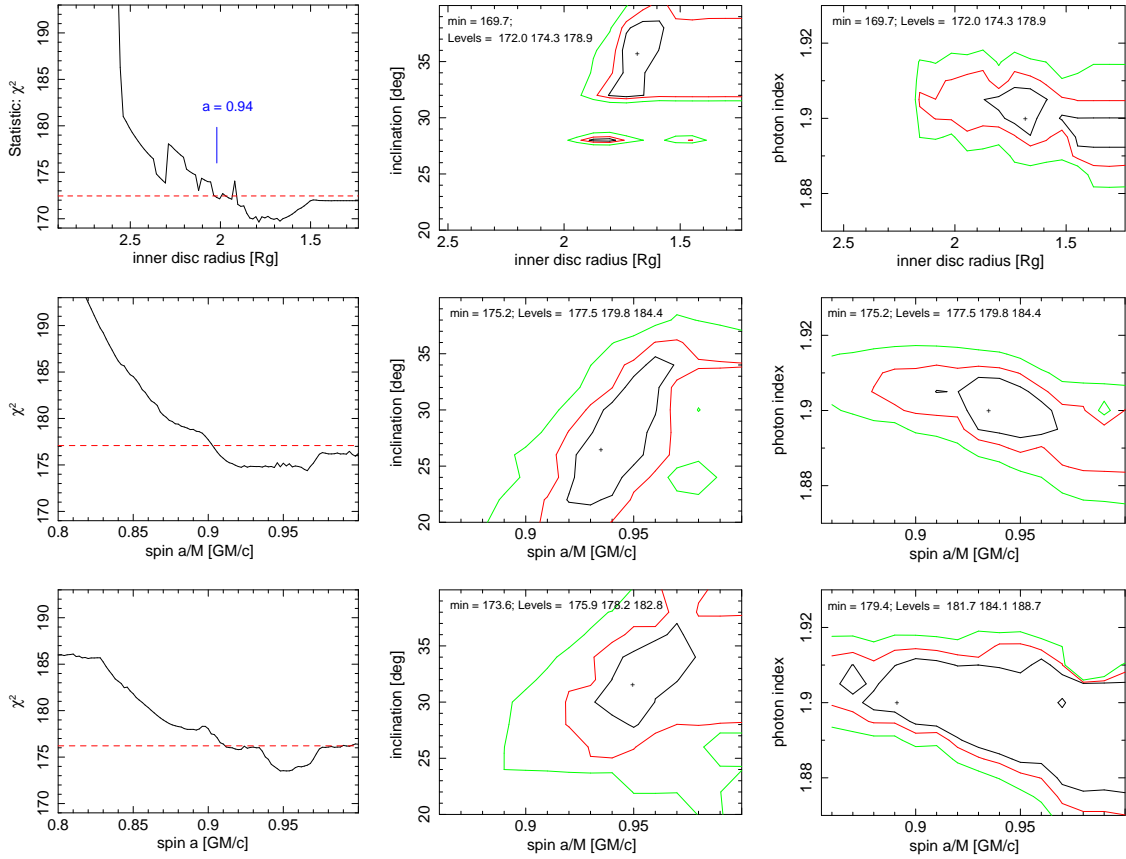 Statistic: χ²
190
185
180
175
170
a = 0.94
2.5
2
1.5
inner disc radius [Rg]
min = 169.7;
Levels = 172.0 174.3 178.9
inclination [deg]
35
30
25
20
2.5
2
1.5
inner disc radius [Rg]
min = 169.7; Levels = 172.0 174.3 178.9
photon index
1.92
1.9
1.88
2.5
2
1.5
inner disc radius [Rg]
χ²
190
185
180
175
170
0.8
0.85
0.9
0.95
spin a/M [GM/c]
min = 175.2; Levels = 177.5 179.8 184.4
inclination [deg]
35
30
25
20
0.9
0.95
spin a/M [GM/c]
min = 175.2; Levels = 177.5 179.8 184.4
photon index
1.92
1.9
1.88
0.9
0.95
spin a/M [GM/c]
χ²
190
185
180
175
170
0.8
0.85
0.9
0.95
spin a [GM/c]
min = 173.6; Levels = 175.9 178.2 182.8
inclination [deg]
35
30
25
20
0.9
0.95
spin a/M [GM/c]
min = 179.4; Levels = 181.7 184.1 188.7
photon index
1.92
1.9
1.88
0.9
0.95
spin a/M [GM/c]